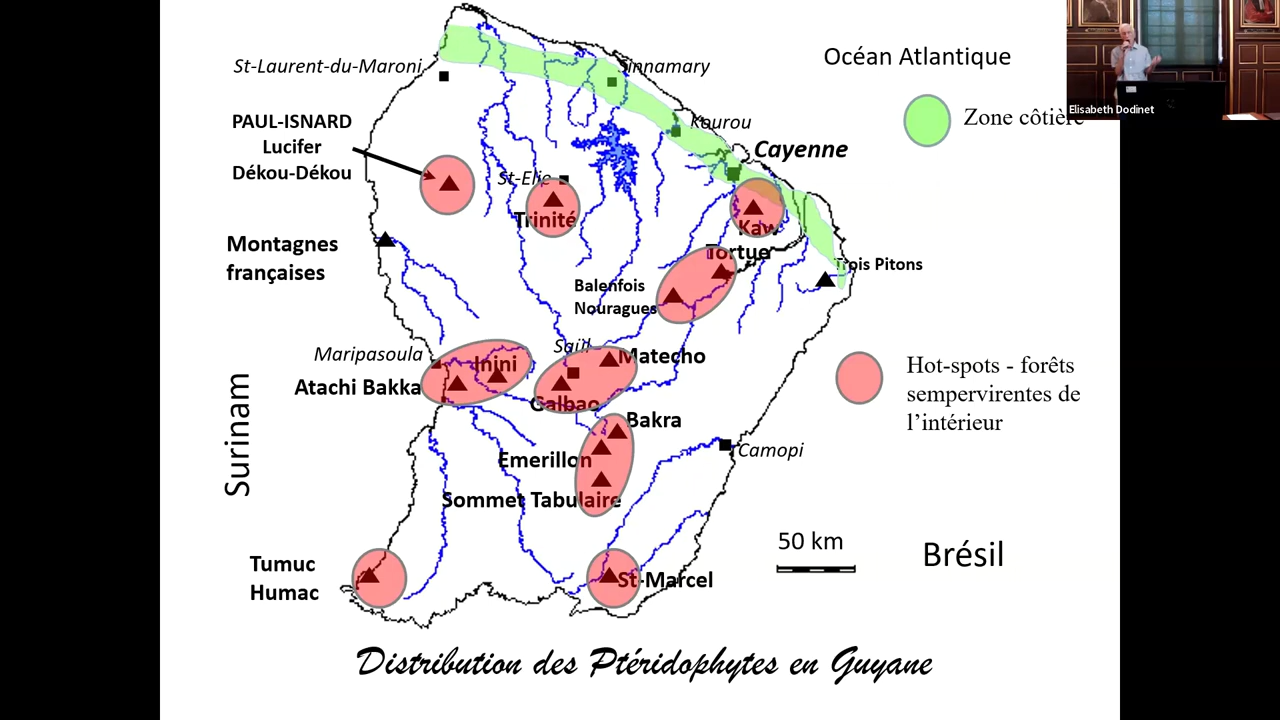 Océan Atlantique
St-Laurent-du-Maroni
Sinnamary
Elisabeth Dodinet
Zone côtière
PAUL-ISNARD
Lucifer
Dékou-Dékou
Kourou
Cayenne
St-Elie
Trinité
Kaw
Montagnes
françaises
Tortue
Trois Pitons
Balenfois
Nouragues
Maripasoula
Saül
Inini
Matecho
Atachi Bakka
Galbao
Hot-spots - forêts
sempervirentes de
l’intérieur
Surinam
Bakra
Emerillon
Camopi
Sommet Tabulaire
50 km
Brésil
Tumuc
Humac
St-Marcel
Distribution des Ptéridophytes en Guyane